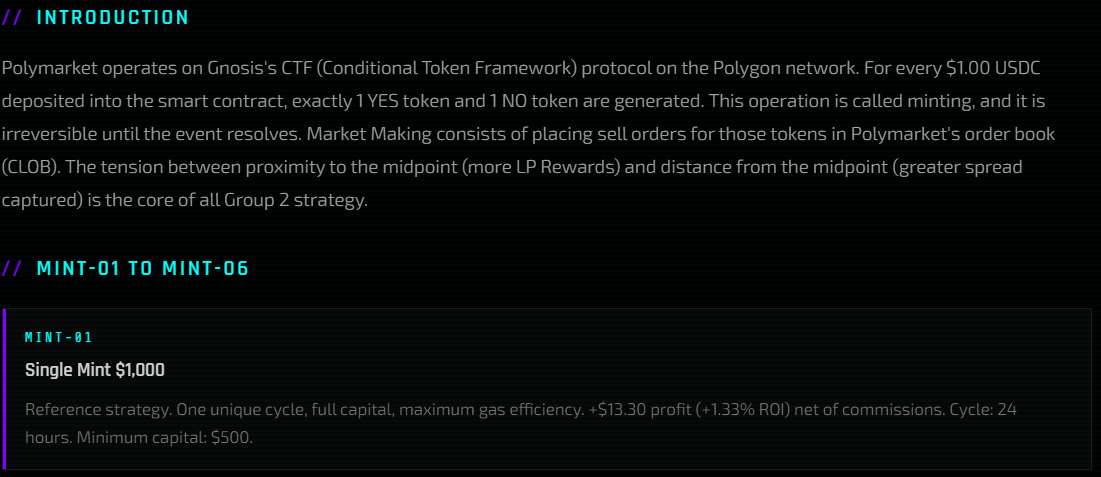 // INTRODUCTION
Polymarket operates on Gnosis's CTF (Conditional Token Framework) protocol on the Polygon network. For every $1.00 USDC
deposited into the smart contract, exactly 1 YES token and 1 NO token are generated. This operation is called minting, and it is
irreversible until the event resolves. Market Making consists of placing sell orders for those tokens in Polymarket's order book
(CLOB). The tension between proximity to the midpoint (more LP Rewards) and distance from the midpoint (greater spread
captured) is the core of all Group 2 strategy.
// MINT-01 TO MINT-06
MINT-01
Single Mint $1,000
Reference strategy. One unique cycle, full capital, maximum gas efficiency. +$13.30 profit (+1.33% ROI) net of commissions. Cycle: 24
hours. Minimum capital: $500.